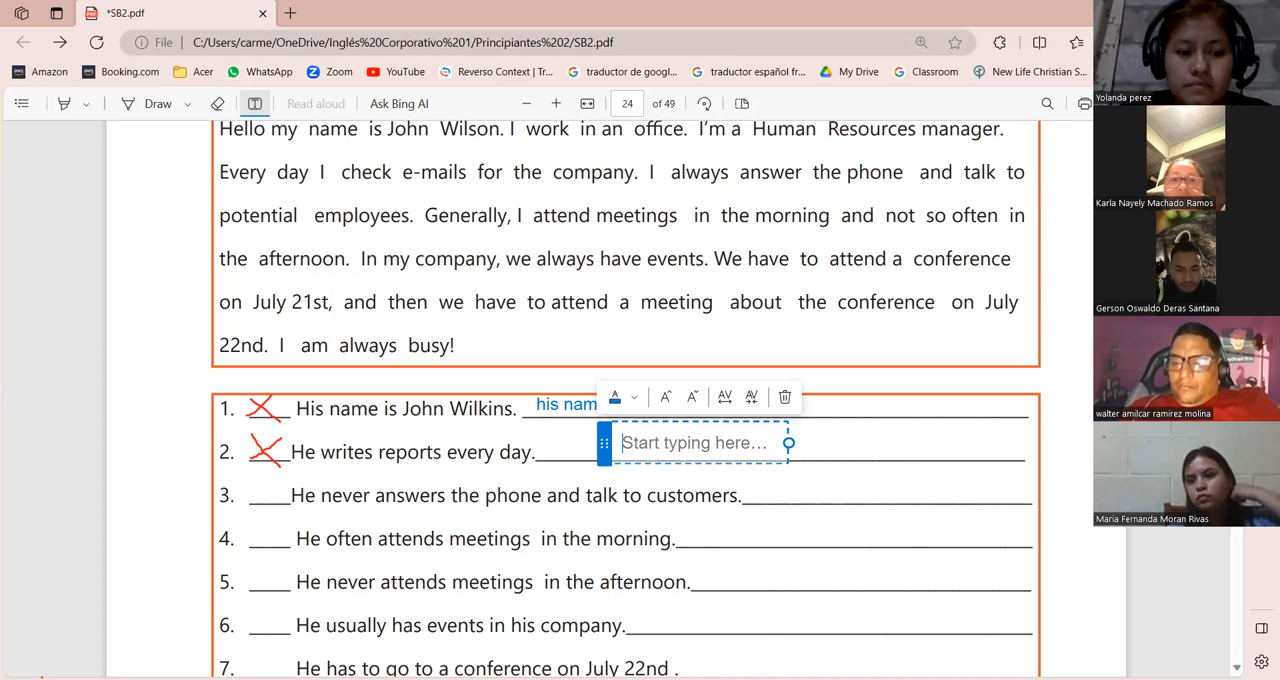 *SB2.pdf
File C:/Users/carme/OneDrive/Inglés%20Corporativo%201/Principiantes%202/SB2.pdf
Amazon Booking.com Acer WhatsApp Zoom YouTube Reverso Context | Tr... traductor de googl... traductor español fr... My Drive Classroom New Life Christian S...
Draw Read aloud Ask Bing AI 24 of 49
Hello my name is John Wilson. I work in an office. I'm a Human Resources manager.
Every day I check e-mails for the company. I always answer the phone and talk to
potential employees. Generally, I attend meetings in the morning and not so often in
the afternoon. In my company, we always have events. We have to attend a conference
on July 21st, and then we have to attend a meeting about the conference on July
22nd. I am always busy!
1. ____ His name is John Wilkins. his nam
2. ____He writes reports every day. Start typing here...
3. ____He never answers the phone and talk to customers.
4. ____ He often attends meetings in the morning.
5. ____ He never attends meetings in the afternoon.
6. ____ He usually has events in his company.
7. ____ He has to go to a conference on July 22nd .
Yolanda perez
Karla Nayely Machado Ramos
Gerson Oswaldo Deras Santana
walter amilcar ramirez molina
Maria Fernanda Moran Rivas